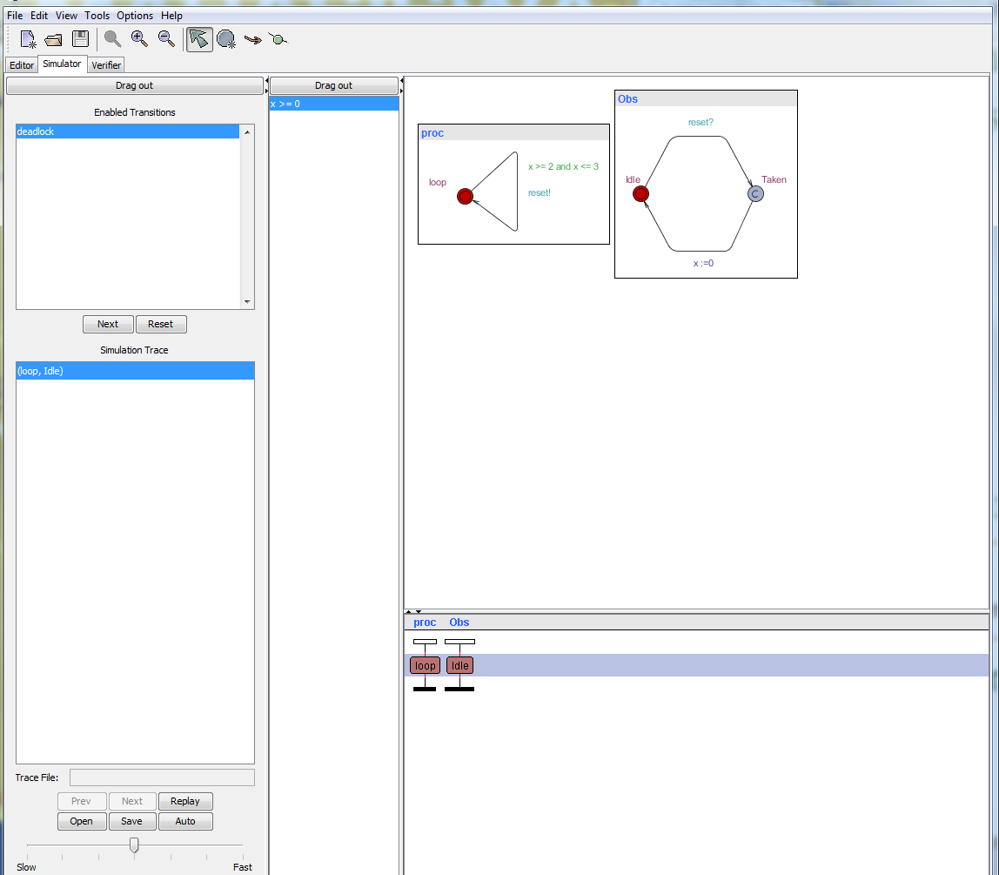 File Edit View Tools Options Help
Editor Simulator Verifier
Drag out
Enabled Transitions
deadlock
Next Reset
Simulation Trace
(loop, Idle)
Trace File:
Prev Next Replay
Open Save Auto
Slow Fast
Drag out
x >= 0
proc
loop
x >= 2 and x <= 3
reset!
Obs
reset?
Idle
Taken
C
x :=0
proc Obs
loop Idle